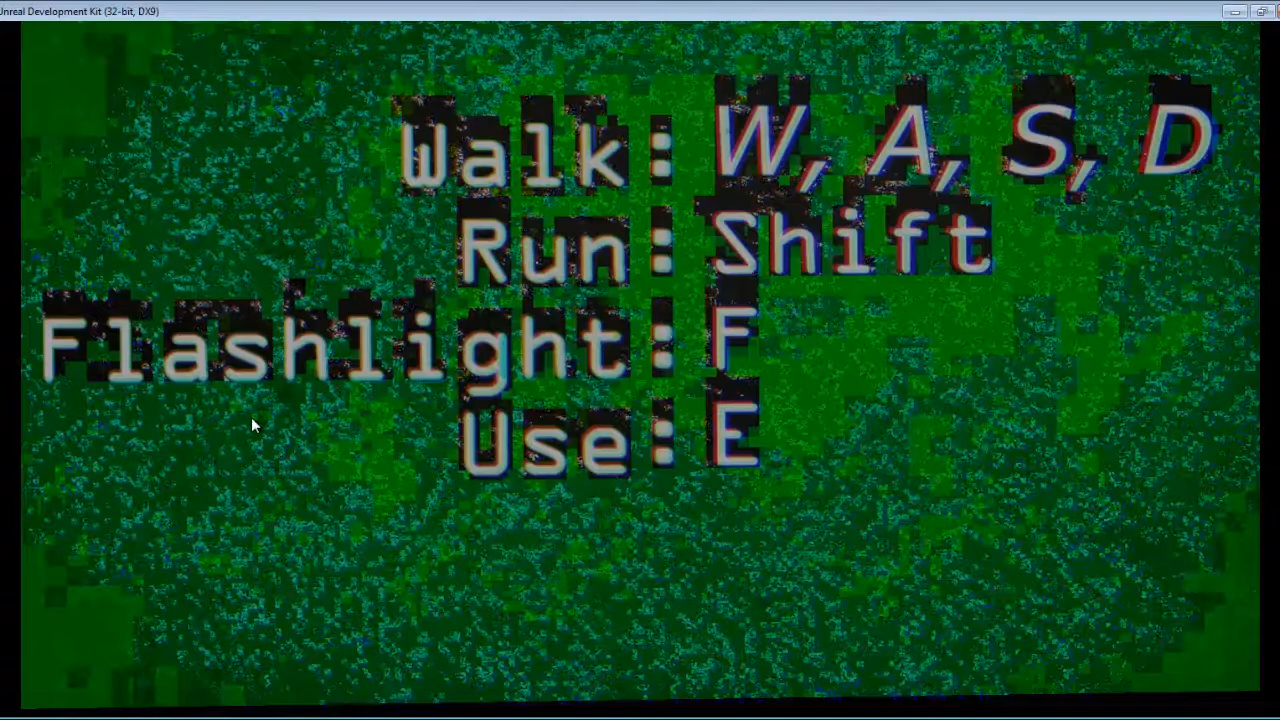 Unreal Development Kit (32-bit, DX9)
Walk: W, A, S, D
Run: Shift
Flashlight: F
Use: E